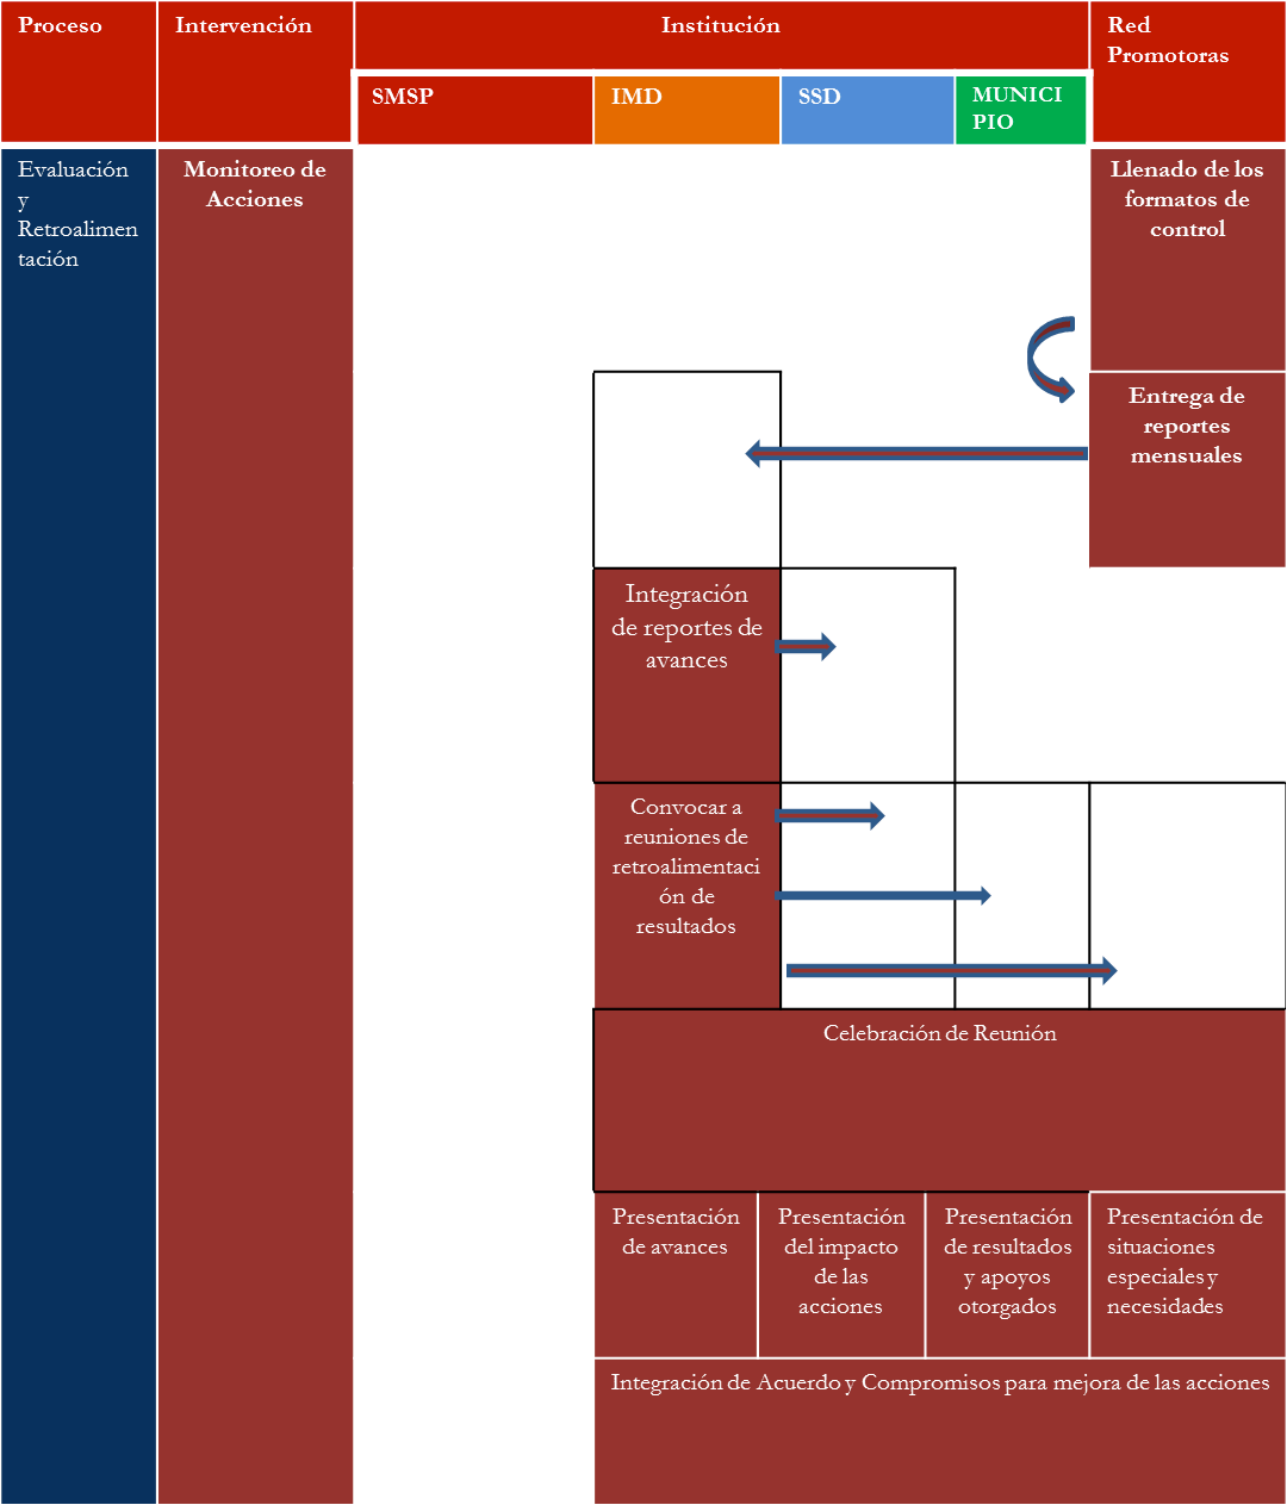 Proceso
Intervención
Institución
Red
Promotoras
SMSP
IMD
SSD
MUNICI
PIO
Evaluación
y
Retroalimen
tación
Monitoreo de
Acciones
Llenado de los
formatos de
control
Entrega de
reportes
mensuales
Integración
de reportes de
avances
Convocar a
reuniones de
retroalimentaci
ón de
resultados
Celebración de Reunión
Presentación
de avances
Presentación
del impacto
de las
acciones
Presentación
de resultados
y apoyos
otorgados
Presentación de
situaciones
especiales y
necesidades
Integración de Acuerdo y Compromisos para mejora de las acciones